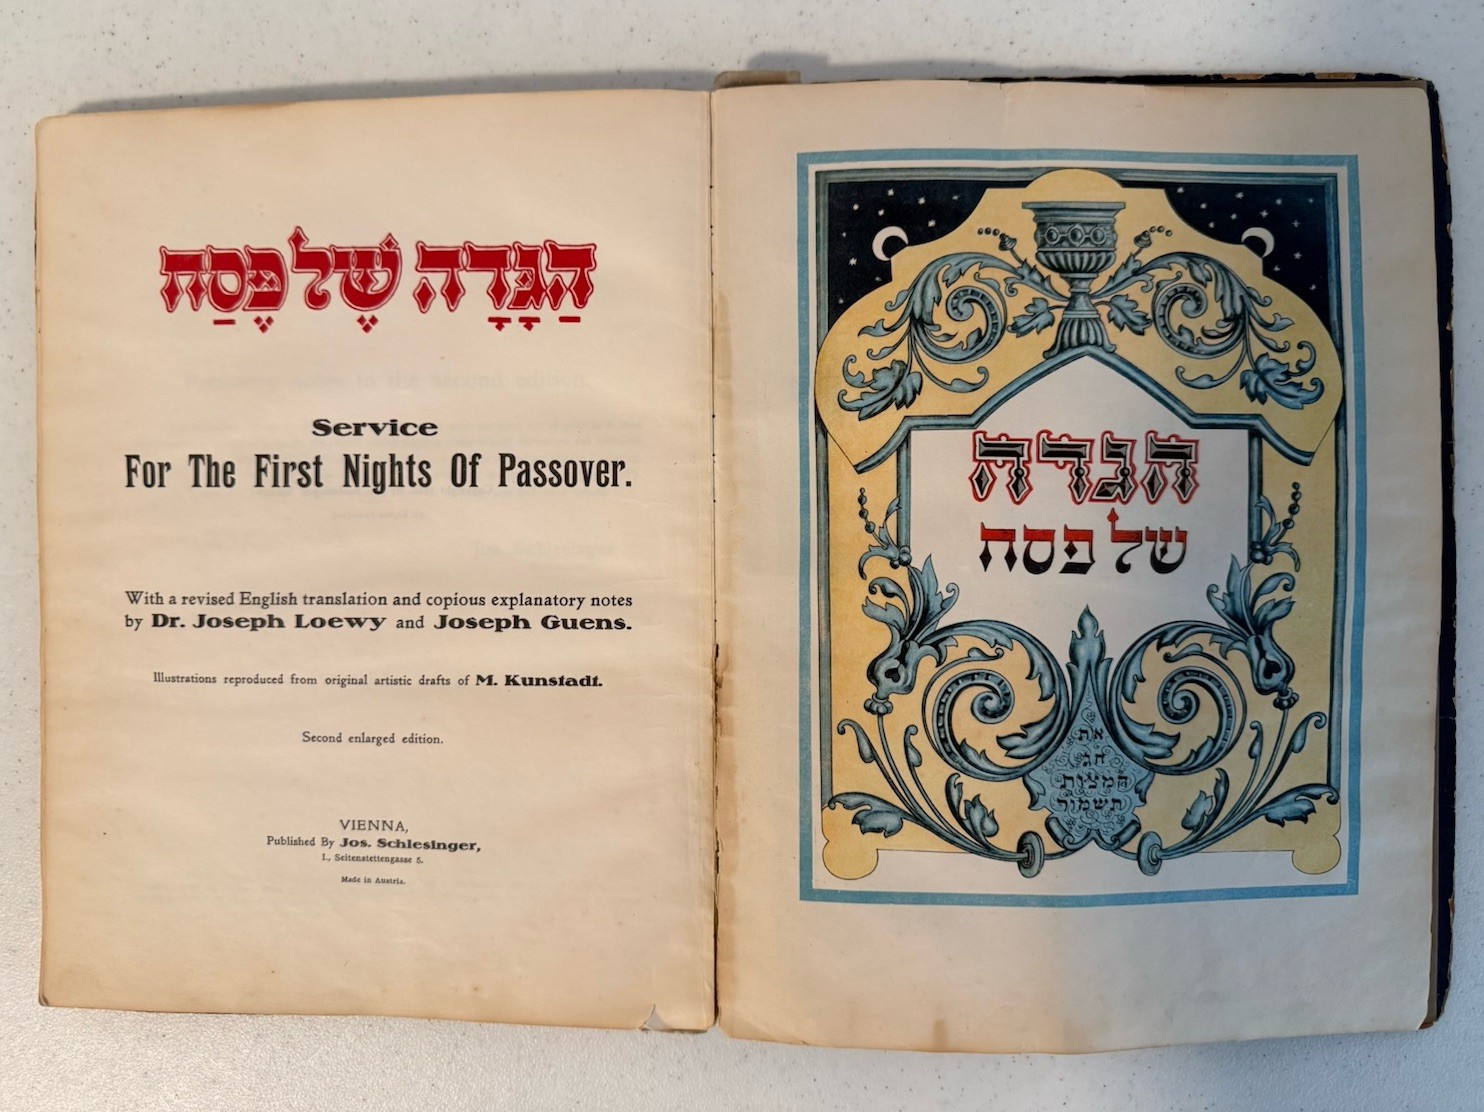 הַגָּדָה שֶׁל פֶּסַח
Service
For The First Nights Of Passover.
With a revised English translation and copious explanatory notes
by Dr. Joseph Loewy and Joseph Guens.
Illustrations reproduced from original artistic drafts of M. Kunstadt.
Second enlarged edition.
VIENNA,
Published By Jos. Schlesinger,
I., Seitenstettengasse 5.
Made in Austria.
הגדה
של פסח
את
חג
המצות
תשמור